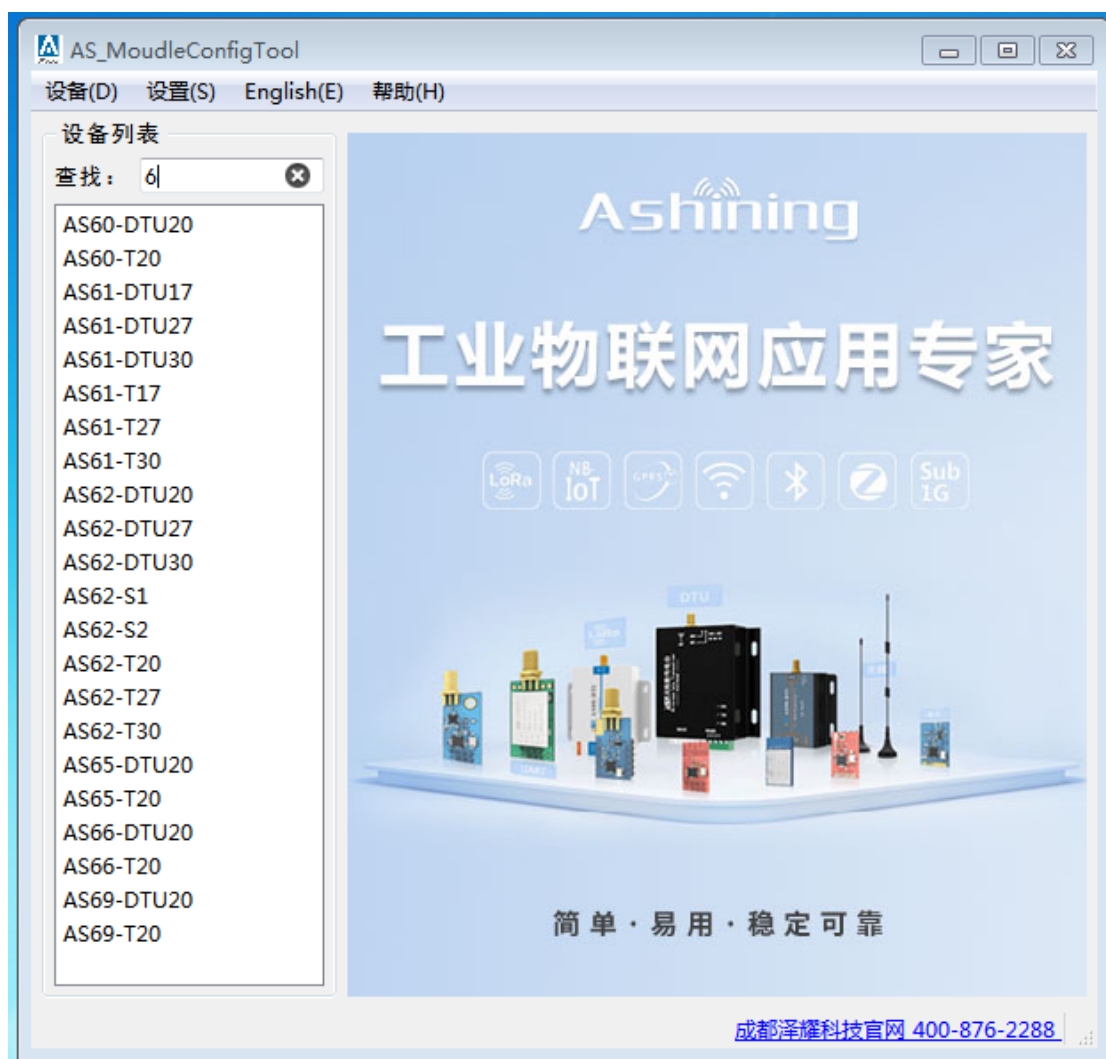 AS_MoudleConfigTool
设备(D) 设置(S) English(E) 帮助(H)
设备列表
查找： 6
AS60-DTU20
AS60-T20
AS61-DTU17
AS61-DTU27
AS61-DTU30
AS61-T17
AS61-T27
AS61-T30
AS62-DTU20
AS62-DTU27
AS62-DTU30
AS62-S1
AS62-S2
AS62-T20
AS62-T27
AS62-T30
AS65-DTU20
AS65-T20
AS66-DTU20
AS66-T20
AS69-DTU20
AS69-T20
Ashining
工业物联网应用专家
LoRa NB-IoT GPRS Sub 1G
DTU
LoRa
UART
简单·易用·稳定可靠
成都泽耀科技官网 400-876-2288